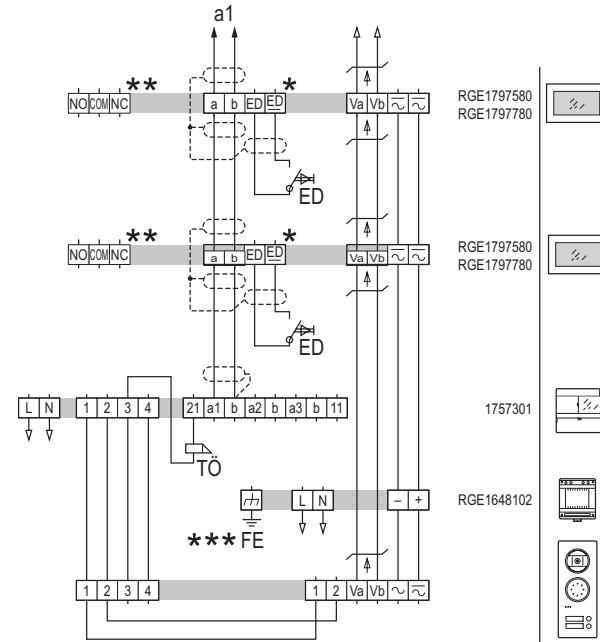 a1
** *
NO COM NC a b ED ED Va Vb RGE1797580
RGE1797780
ED
** *
NO COM NC a b ED ED Va Vb RGE1797580
RGE1797780
ED
L N 1 2 3 4 21 a1 b a2 b a3 b 11 1757301
TÖ
L N – + RGE1648102
*** FE
1 2 3 4 1 2 Va Vb